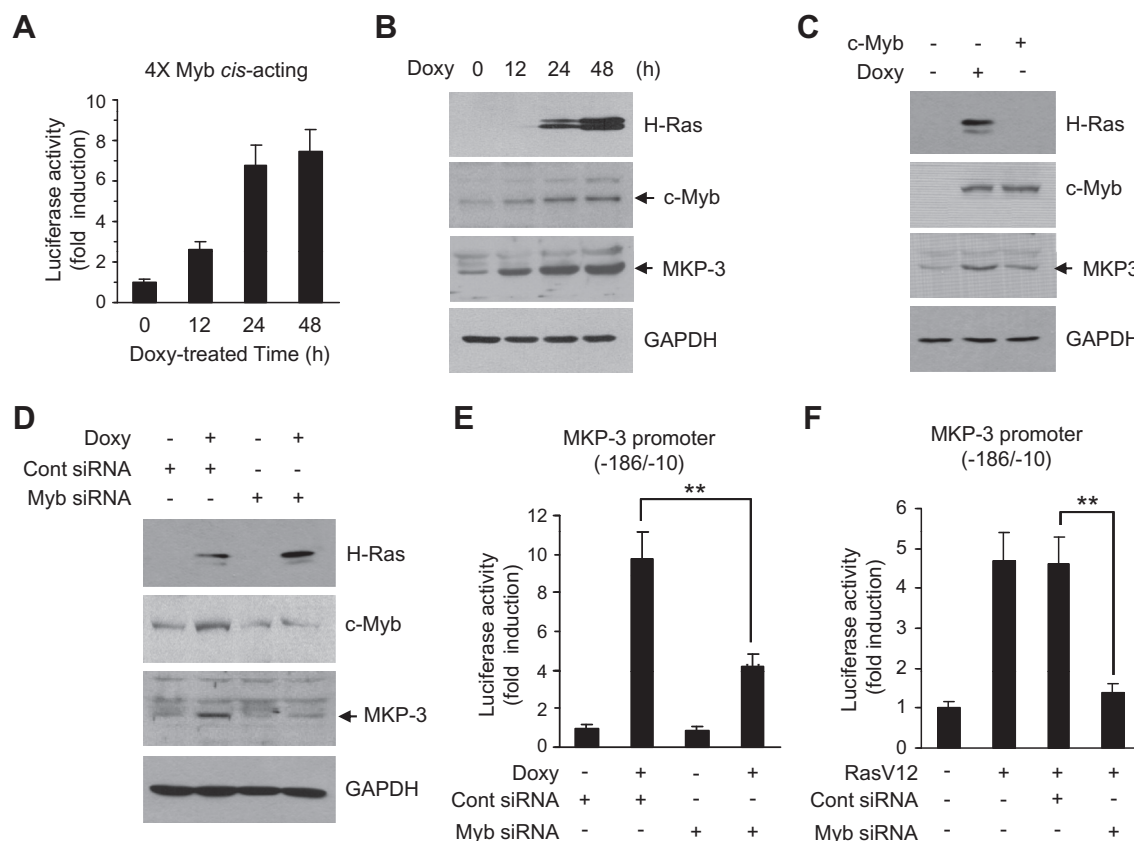 A
4X Myb cis-acting
Luciferase activity
(fold induction)
10
8
6
4
2
0
0 12 24 48
Doxy-treated Time (h)
B
Doxy 0 12 24 48 (h)
H-Ras
c-Myb
MKP-3
GAPDH
C
c-Myb - - +
Doxy - + -
H-Ras
c-Myb
MKP3
GAPDH
D
Doxy - + - +
Cont siRNA + + - -
Myb siRNA - - + +
H-Ras
c-Myb
MKP-3
GAPDH
E
MKP-3 promoter
(-186/-10)
**
Luciferase activity
(fold induction)
12
10
8
6
4
2
0
Doxy - + - +
Cont siRNA + + - -
Myb siRNA - - + +
F
MKP-3 promoter
(-186/-10)
**
Luciferase activity
(fold induction)
6
5
4
3
2
1
0
RasV12 - + + +
Cont siRNA - - + -
Myb siRNA - - - +